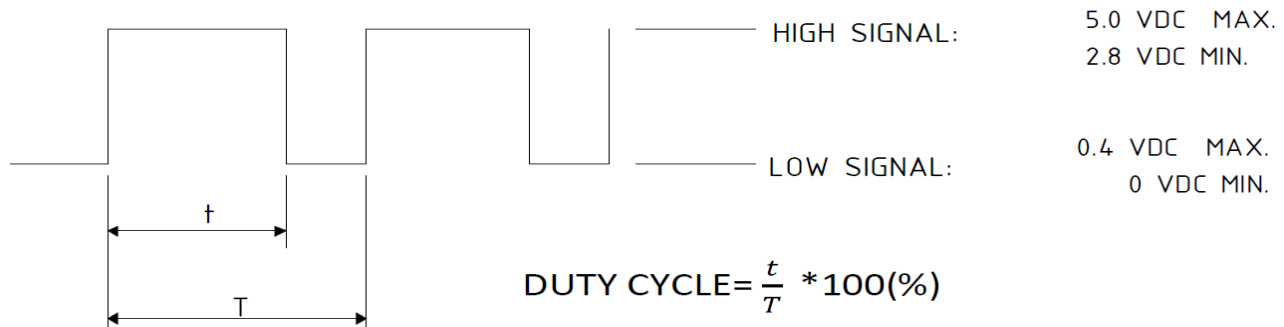 HIGH SIGNAL: 5.0 VDC MAX.
2.8 VDC MIN.
LOW SIGNAL: 0.4 VDC MAX.
0 VDC MIN.
t
T
DUTY CYCLE= t/T *100(%)